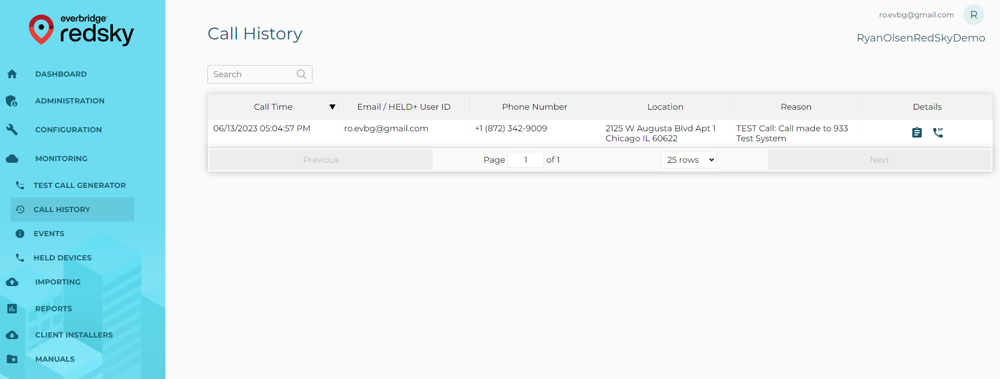 everbridge™
redsky
DASHBOARD
ADMINISTRATION
CONFIGURATION
MONITORING
TEST CALL GENERATOR
CALL HISTORY
EVENTS
HELD DEVICES
IMPORTING
REPORTS
CLIENT INSTALLERS
MANUALS
ro.evbg@gmail.com R
RyanOlsenRedSkyDemo
Call History
Search
Call Time ▼ Email / HELD+ User ID Phone Number Location Reason Details
06/13/2023 05:04:57 PM ro.evbg@gmail.com +1 (872) 342-9009 2125 W Augusta Blvd Apt 1 TEST Call: Call made to 933 SIP
Chicago IL 60622 Test System
Previous Page 1 of 1 25 rows Next